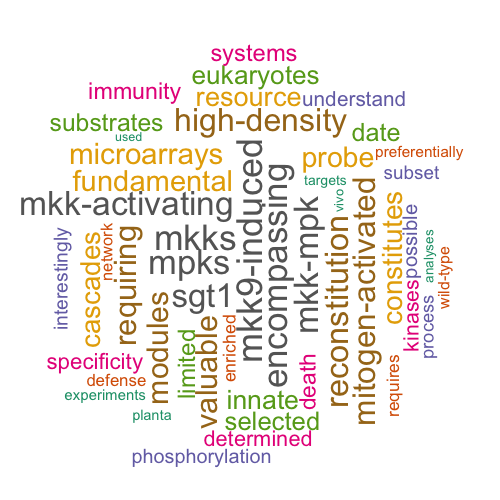 systems
eukaryotes
immunity
resource
understand
substrates
high-density
used
date
microarrays
probe
preferentially
fundamental
targets
subset
mkk-activating
vivo
mkks
mpks
sgt1
mkk9-induced
encompassing
mkk-mpk
reconstitution
mitogen-activated
constitutes
possible
kinases
process
analyses
wild-type
interestingly
cascades
network
requiring
modules
limited
valuable
enriched
death
requires
specificity
defense
experiments
planta
innate
selected
determined
phosphorylation